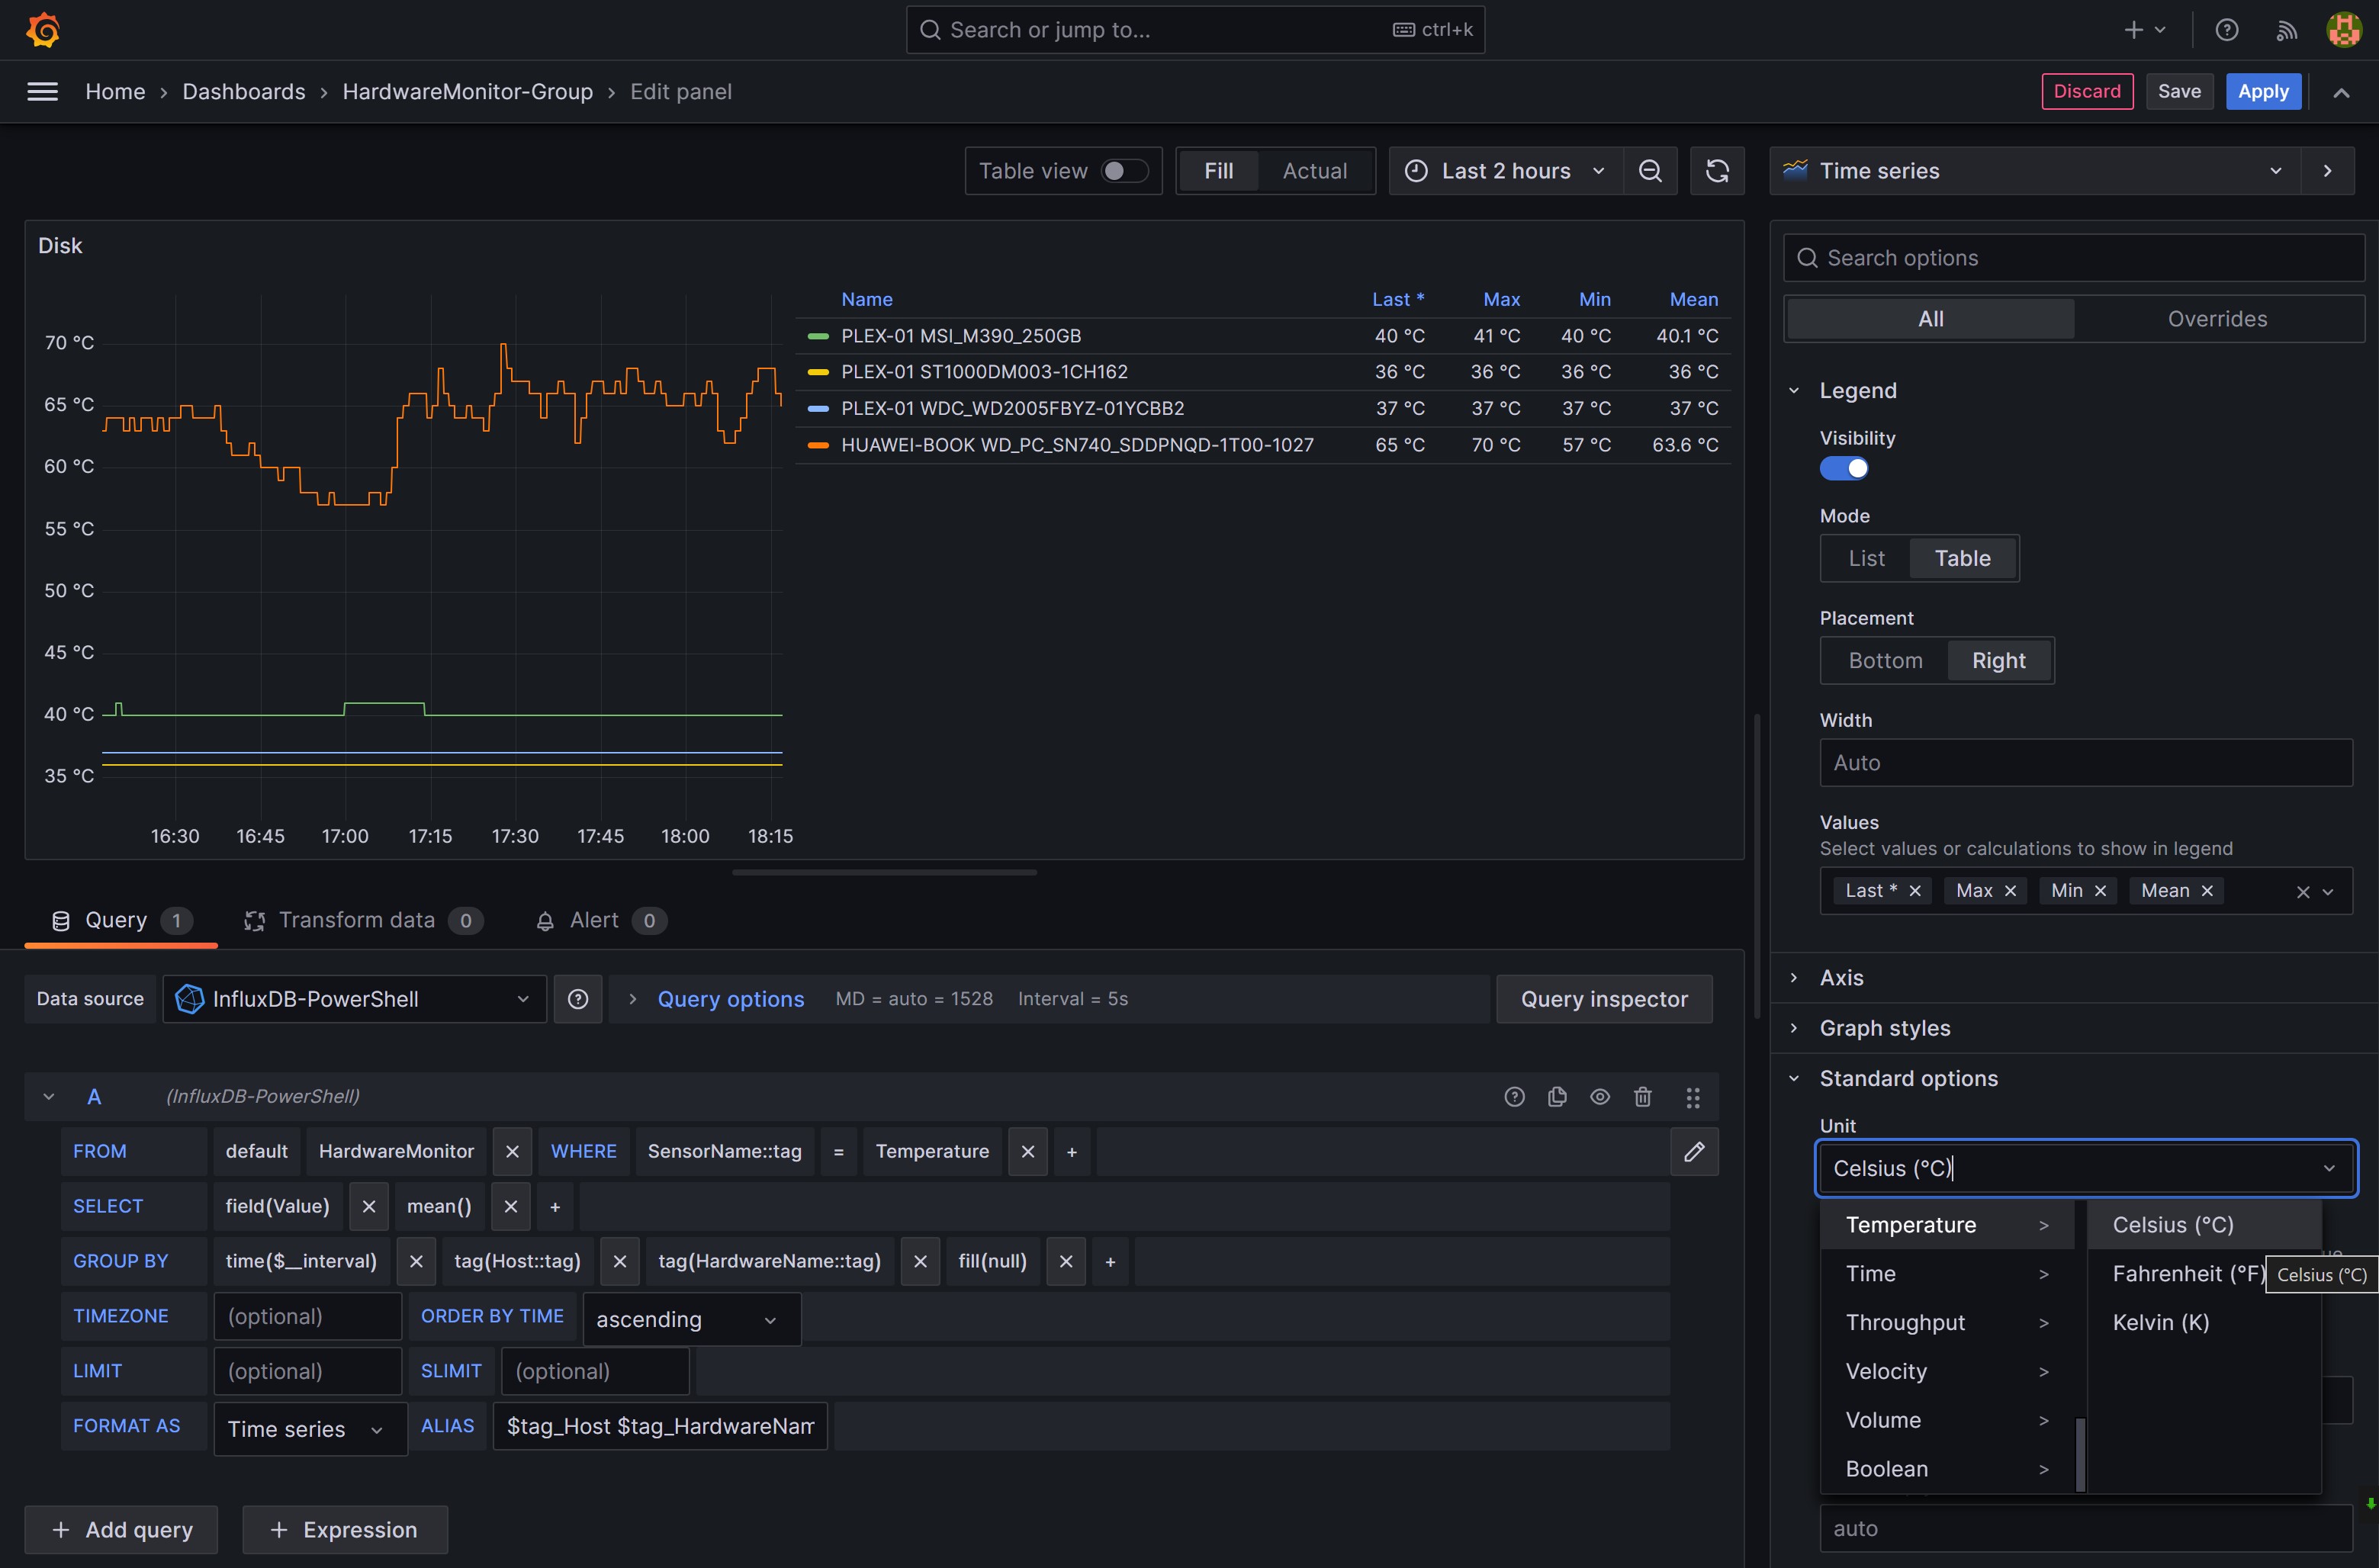 Search or jump to... ctrl+k
Home › Dashboards › HardwareMonitor-Group › Edit panel
Discard Save Apply
Table view Fill Actual Last 2 hours
Time series
Disk
Name Last * Max Min Mean
PLEX-01 MSI_M390_250GB 40 °C 41 °C 40 °C 40.1 °C
PLEX-01 ST1000DM003-1CH162 36 °C 36 °C 36 °C 36 °C
PLEX-01 WDC_WD2005FBYZ-01YCBB2 37 °C 37 °C 37 °C 37 °C
HUAWEI-BOOK WD_PC_SN740_SDDPNQD-1T00-1027 65 °C 70 °C 57 °C 63.6 °C
70 °C
65 °C
60 °C
55 °C
50 °C
45 °C
40 °C
35 °C
16:30 16:45 17:00 17:15 17:30 17:45 18:00 18:15
Query 1 Transform data 0 Alert 0
Data source InfluxDB-PowerShell Query options MD = auto = 1528 Interval = 5s Query inspector
A (InfluxDB-PowerShell)
FROM default HardwareMonitor WHERE SensorName::tag = Temperature +
SELECT field(Value) mean() +
GROUP BY time($__interval) tag(Host::tag) tag(HardwareName::tag) fill(null) +
TIMEZONE (optional) ORDER BY TIME ascending
LIMIT (optional) SLIMIT (optional)
FORMAT AS Time series ALIAS $tag_Host $tag_HardwareNam
+ Add query + Expression
Search options
All Overrides
Legend
Visibility
Mode
List Table
Placement
Bottom Right
Width
Auto
Values
Select values or calculations to show in legend
Last * Max Min Mean
Axis
Graph styles
Standard options
Unit
Celsius (°C)
Temperature > Celsius (°C)
Time > Fahrenheit (°F) Celsius (°C)
Throughput > Kelvin (K)
Velocity >
Volume >
Boolean >
auto